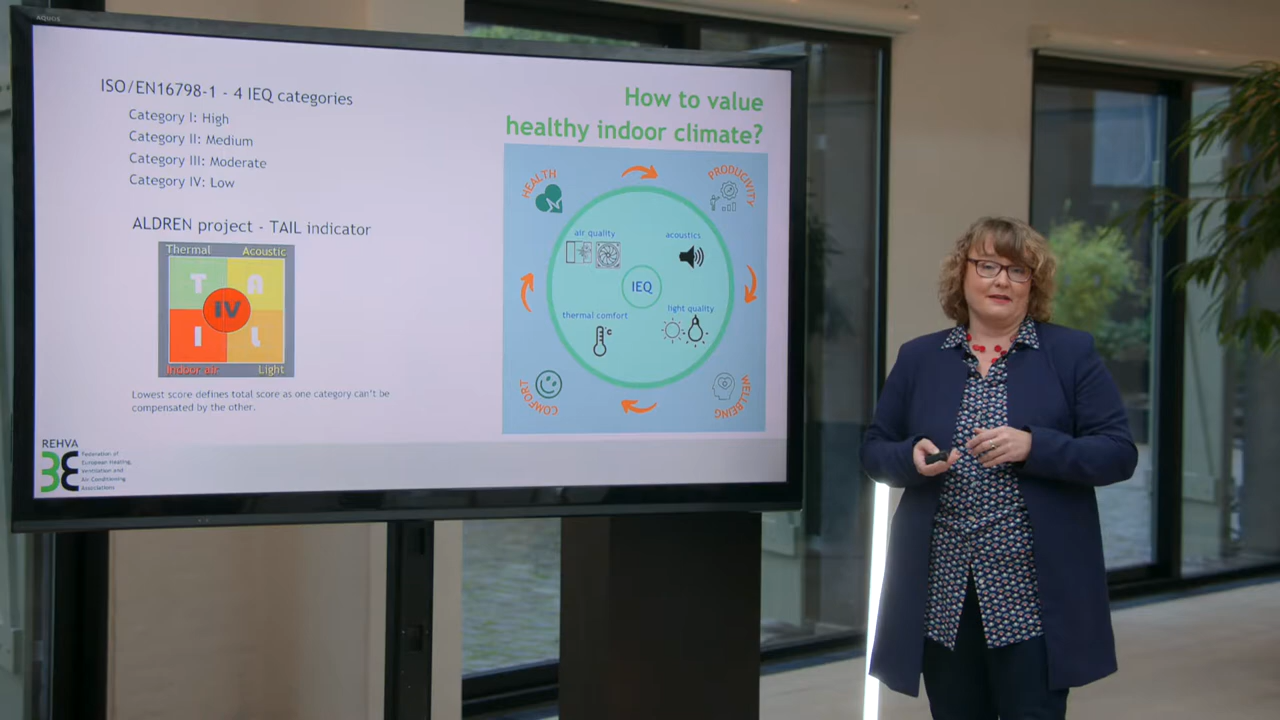 AQUOS
ISO/EN16798-1 - 4 IEQ categories
Category I: High
Category II: Medium
Category III: Moderate
Category IV: Low
ALDREN project - TAIL indicator
Thermal Acoustic
T A
IV
I L
Indoor air Light
Lowest score defines total score as one category can't be
compensated by the other.
REHVA
Federation of
European Heating,
Ventilation and
Air Conditioning
Associations
How to value
healthy indoor climate?
HEALTH
PRODUCIVITY
air quality
acoustics
IEQ
thermal comfort
light quality
°C
COMFORT
WELLBEING